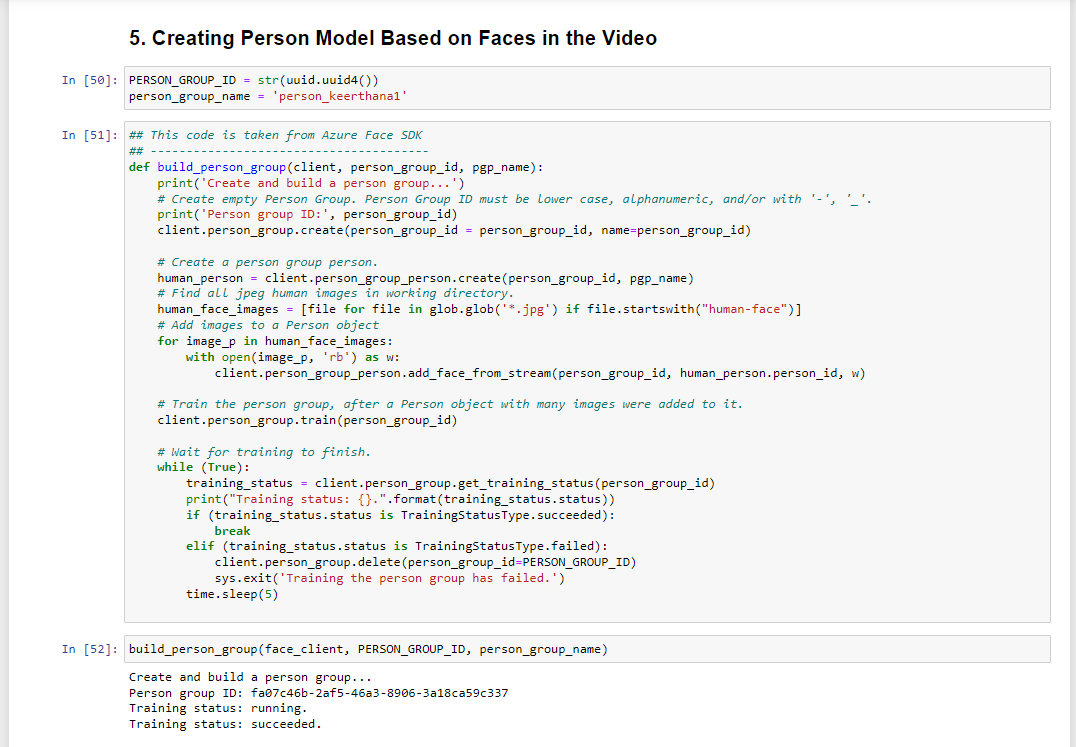 5. Creating Person Model Based on Faces in the Video
In [50]: PERSON_GROUP_ID = str(uuid.uuid4())
person_group_name = 'person_keerthana1'
In [51]: ## This code is taken from Azure Face SDK
## ---------------------------------------
def build_person_group(client, person_group_id, pgp_name):
    print('Create and build a person group...')
    # Create empty Person Group. Person Group ID must be lower case, alphanumeric, and/or with '-', '_'.
    print('Person group ID:', person_group_id)
    client.person_group.create(person_group_id = person_group_id, name=person_group_id)
    # Create a person group person.
    human_person = client.person_group_person.create(person_group_id, pgp_name)
    # Find all jpeg human images in working directory.
    human_face_images = [file for file in glob.glob('*.jpg') if file.startswith("human-face")]
    # Add images to a Person object
    for image_p in human_face_images:
        with open(image_p, 'rb') as w:
            client.person_group_person.add_face_from_stream(person_group_id, human_person.person_id, w)
    # Train the person group, after a Person object with many images were added to it.
    client.person_group.train(person_group_id)
    # Wait for training to finish.
    while (True):
        training_status = client.person_group.get_training_status(person_group_id)
        print("Training status: {}.".format(training_status.status))
        if (training_status.status is TrainingStatusType.succeeded):
            break
        elif (training_status.status is TrainingStatusType.failed):
            client.person_group.delete(person_group_id=PERSON_GROUP_ID)
            sys.exit('Training the person group has failed.')
        time.sleep(5)
In [52]: build_person_group(face_client, PERSON_GROUP_ID, person_group_name)
Create and build a person group...
Person group ID: fa07c46b-2af5-46a3-8906-3a18ca59c337
Training status: running.
Training status: succeeded.